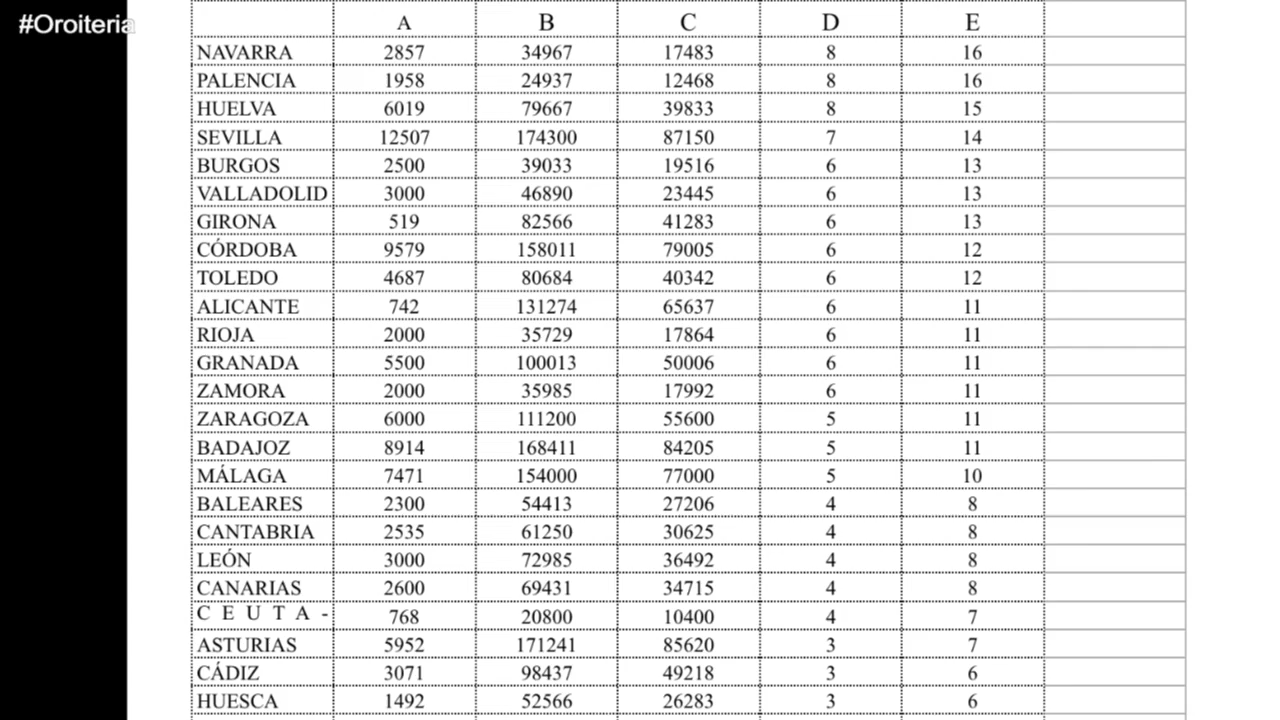 #Oroiteria
A B C D E
NAVARRA 2857 34967 17483 8 16
PALENCIA 1958 24937 12468 8 16
HUELVA 6019 79667 39833 8 15
SEVILLA 12507 174300 87150 7 14
BURGOS 2500 39033 19516 6 13
VALLADOLID 3000 46890 23445 6 13
GIRONA 519 82566 41283 6 13
CÓRDOBA 9579 158011 79005 6 12
TOLEDO 4687 80684 40342 6 12
ALICANTE 742 131274 65637 6 11
RIOJA 2000 35729 17864 6 11
GRANADA 5500 100013 50006 6 11
ZAMORA 2000 35985 17992 6 11
ZARAGOZA 6000 111200 55600 5 11
BADAJOZ 8914 168411 84205 5 11
MÁLAGA 7471 154000 77000 5 10
BALEARES 2300 54413 27206 4 8
CANTABRIA 2535 61250 30625 4 8
LEÓN 3000 72985 36492 4 8
CANARIAS 2600 69431 34715 4 8
CEUTA- 768 20800 10400 4 7
ASTURIAS 5952 171241 85620 3 7
CÁDIZ 3071 98437 49218 3 6
HUESCA 1492 52566 26283 3 6